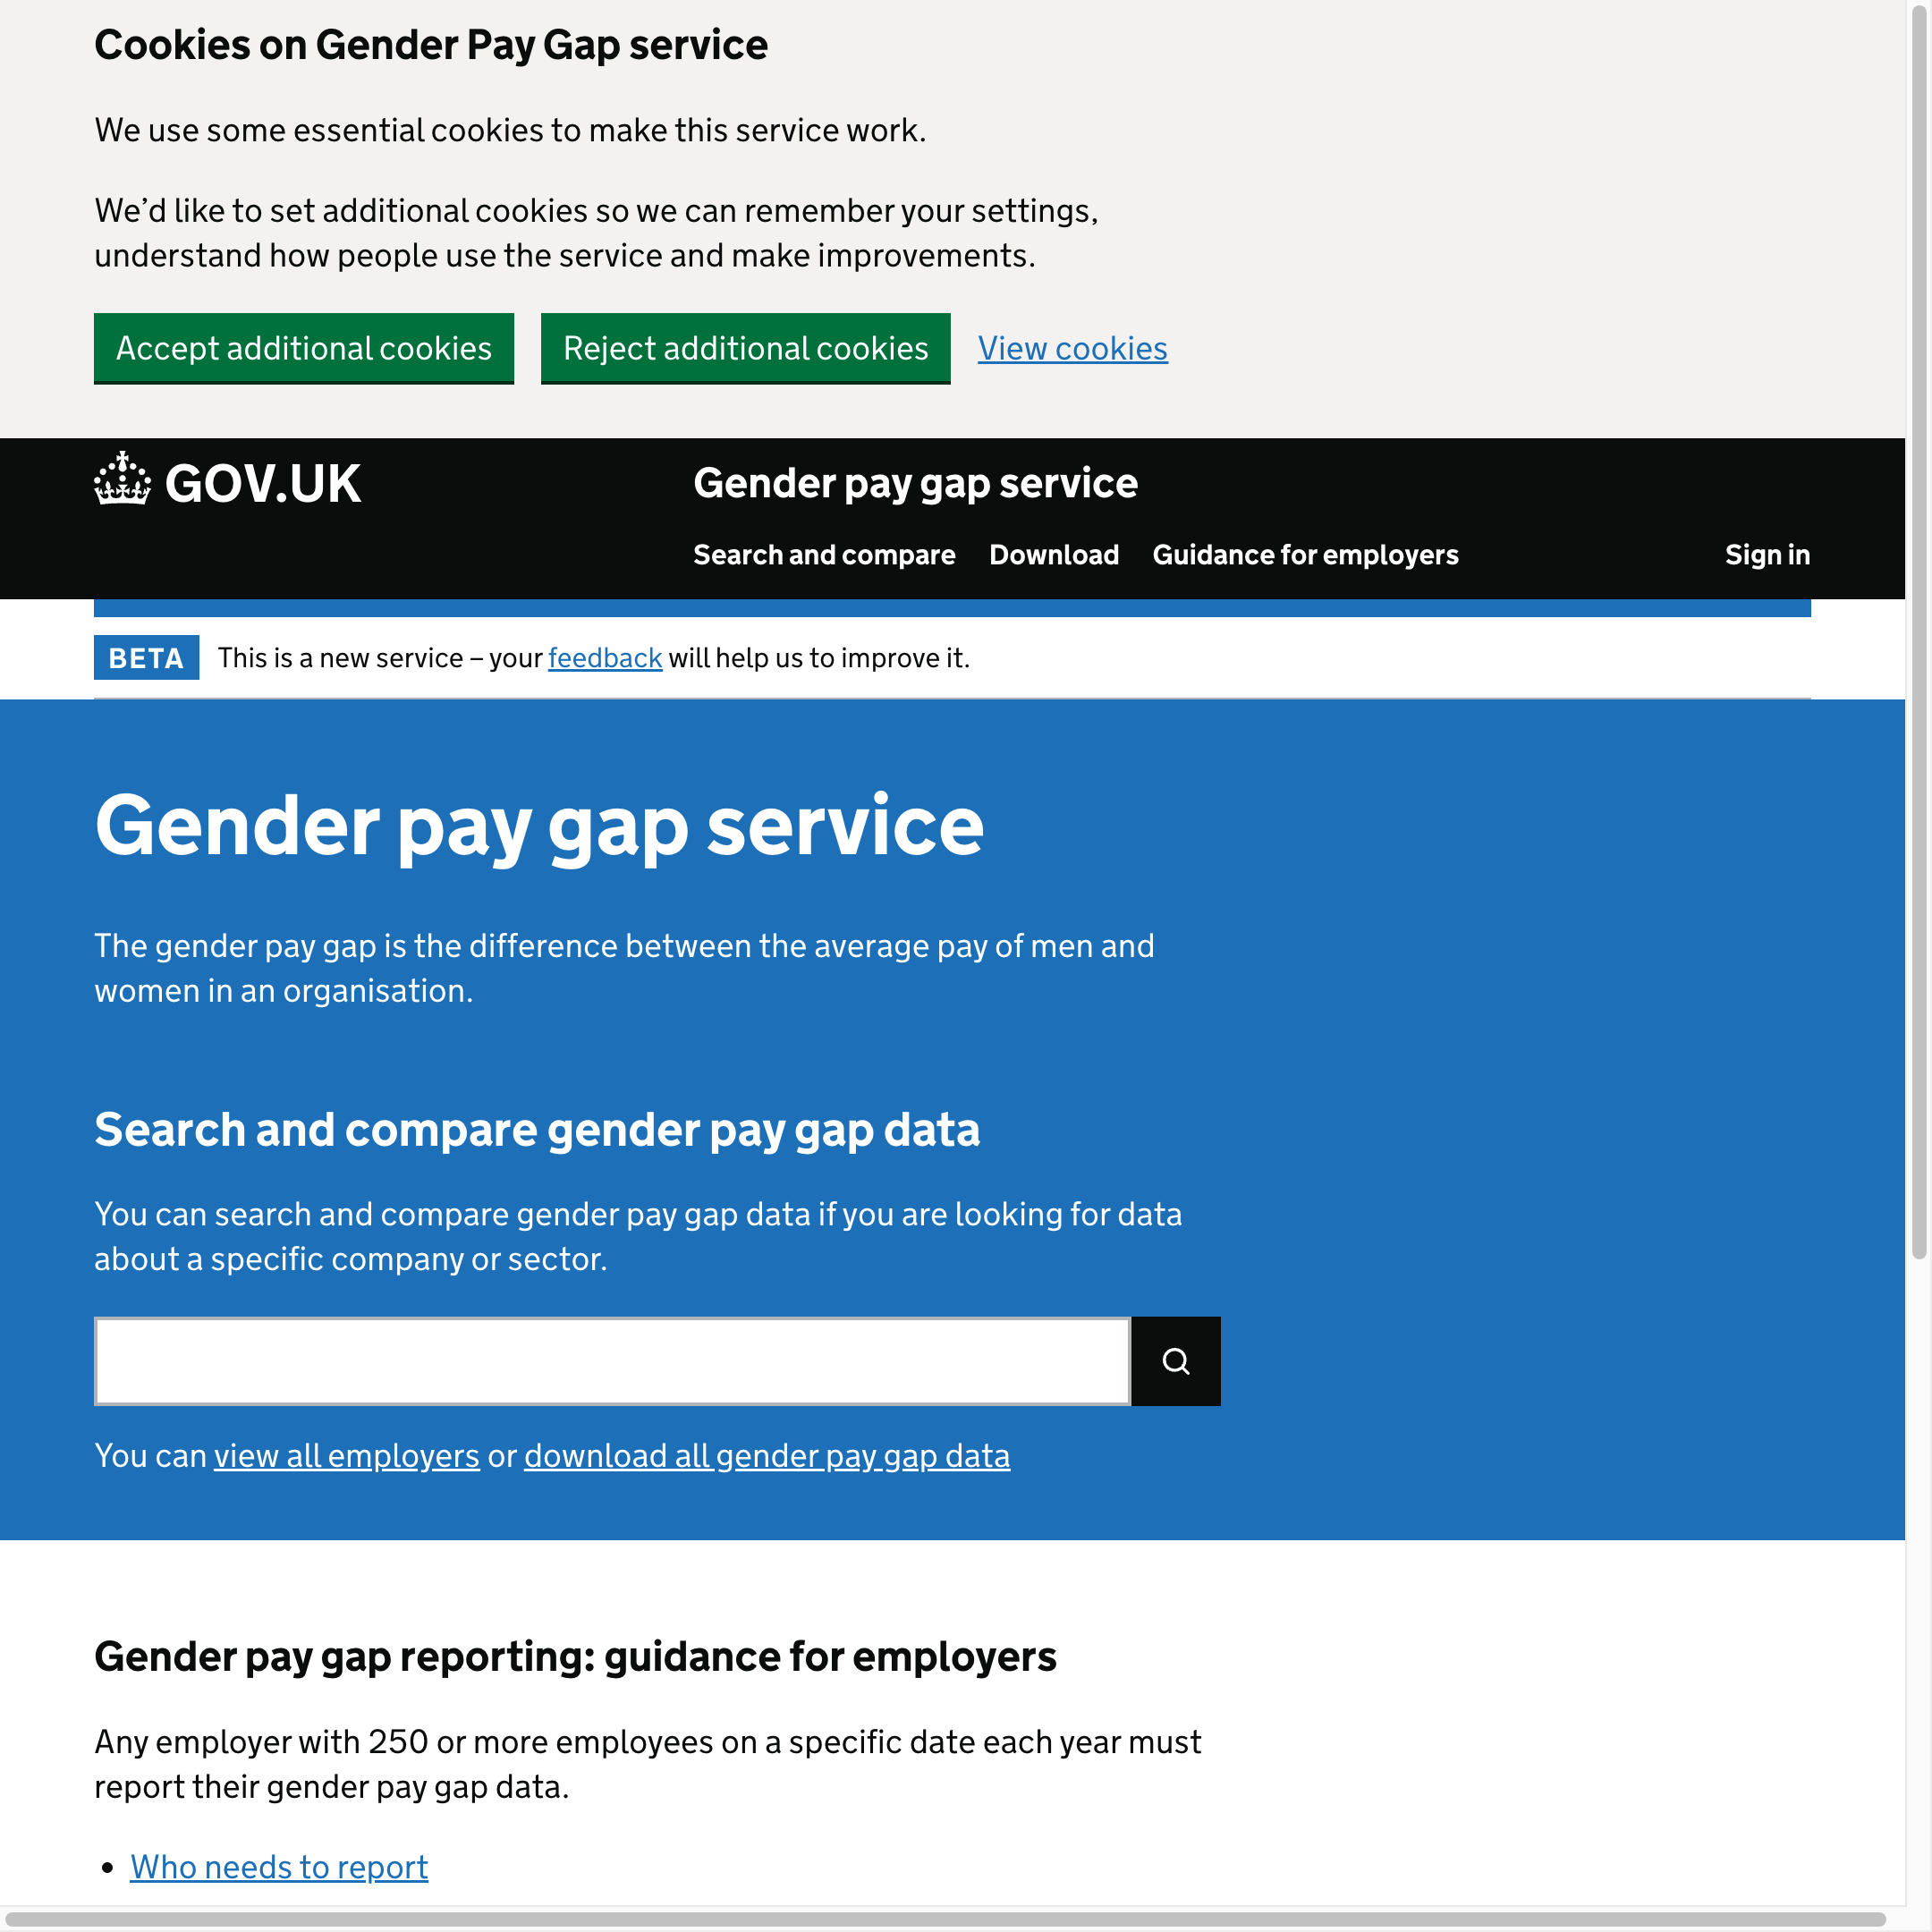 Cookies on Gender Pay Gap service
We use some essential cookies to make this service work.
We’d like to set additional cookies so we can remember your settings,
understand how people use the service and make improvements.
Accept additional cookies
Reject additional cookies
View cookies
GOV.UK
Gender pay gap service
Search and compare
Download
Guidance for employers
Sign in
BETA
This is a new service – your feedback will help us to improve it.
Gender pay gap service
The gender pay gap is the difference between the average pay of men and
women in an organisation.
Search and compare gender pay gap data
You can search and compare gender pay gap data if you are looking for data
about a specific company or sector.
You can view all employers or download all gender pay gap data
Gender pay gap reporting: guidance for employers
Any employer with 250 or more employees on a specific date each year must
report their gender pay gap data.
• Who needs to report